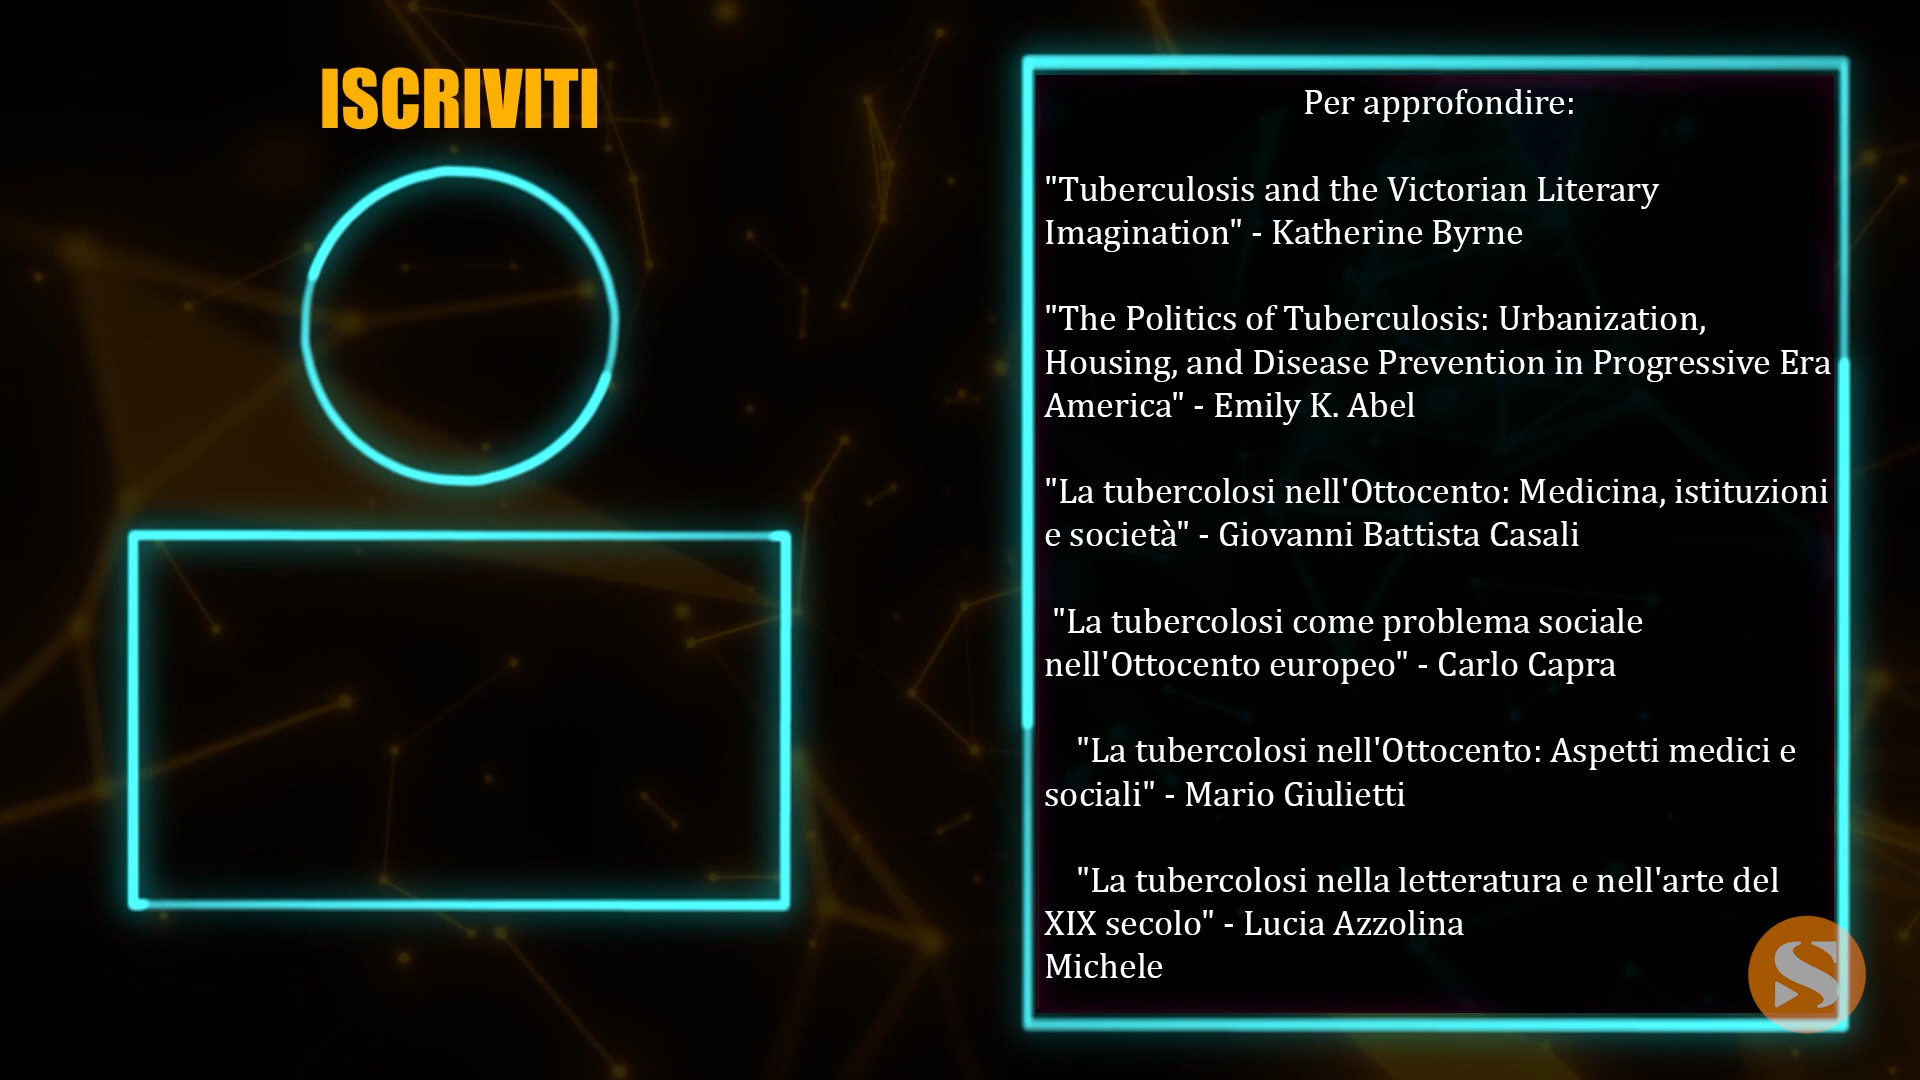 ISCRIVITI
Per approfondire:
"Tuberculosis and the Victorian Literary
Imagination" - Katherine Byrne
"The Politics of Tuberculosis: Urbanization,
Housing, and Disease Prevention in Progressive Era
America" - Emily K. Abel
"La tubercolosi nell'Ottocento: Medicina, istituzioni
e società" - Giovanni Battista Casali
"La tubercolosi come problema sociale
nell'Ottocento europeo" - Carlo Capra
"La tubercolosi nell'Ottocento: Aspetti medici e
sociali" - Mario Giulietti
"La tubercolosi nella letteratura e nell'arte del
XIX secolo" - Lucia Azzolina
Michele
S